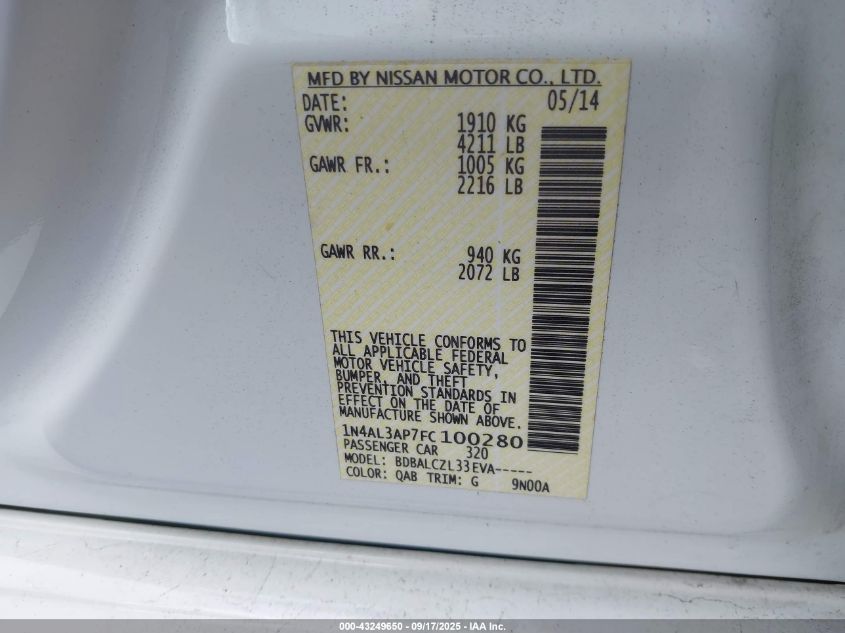 MFD BY NISSAN MOTOR CO., LTD.
DATE: 05/14
GVWR: 1910 KG
4211 LB
GAWR FR.: 1005 KG
2216 LB
GAWR RR.: 940 KG
2072 LB
THIS VEHICLE CONFORMS TO
ALL APPLICABLE FEDERAL
MOTOR VEHICLE SAFETY,
BUMPER, AND THEFT
PREVENTION STANDARDS IN
EFFECT ON THE DATE OF
MANUFACTURE SHOWN ABOVE.
1N4AL3AP7FC100280
PASSENGER CAR 320
MODEL: BDBALCZL33EVA-----
COLOR: QAB TRIM: G 9N00A
000-43249650 - 09/17/2025 - IAA Inc.